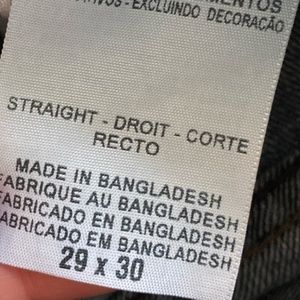 EXCLUINDO DECORAÇÃO
STRAIGHT - DROIT - CORTE
RECTO
MADE IN BANGLADESH
FABRIQUE AU BANGLADESH
FABRICADO EN BANGLADESH
FABRICADO EM BANGLADESH
29 X 30